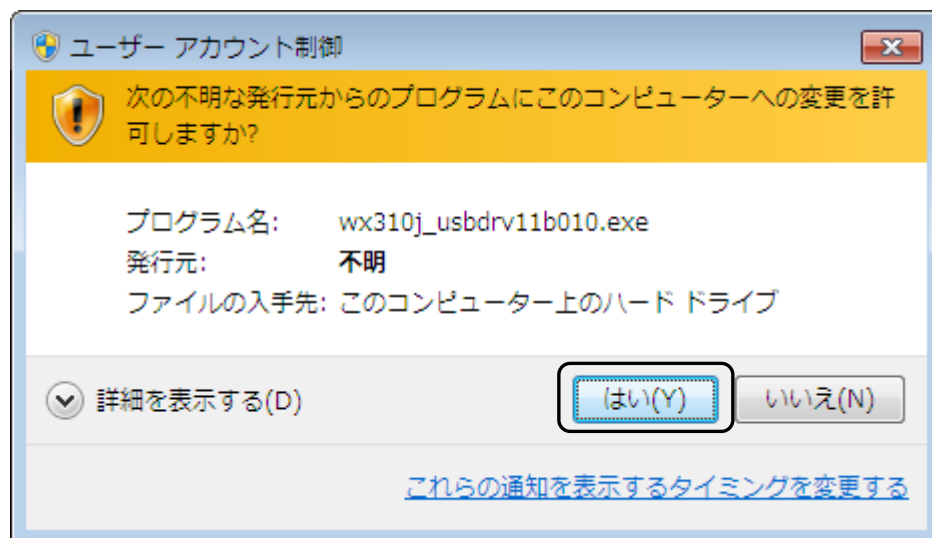 ユーザー アカウント制御
次の不明な発行元からのプログラムにこのコンピューターへの変更を許
可しますか?
プログラム名: wx310j_usbdrv11b010.exe
発行元: 不明
ファイルの入手先: このコンピューター上のハード ドライブ
詳細を表示する(D) はい(Y) いいえ(N)
これらの通知を表示するタイミングを変更する